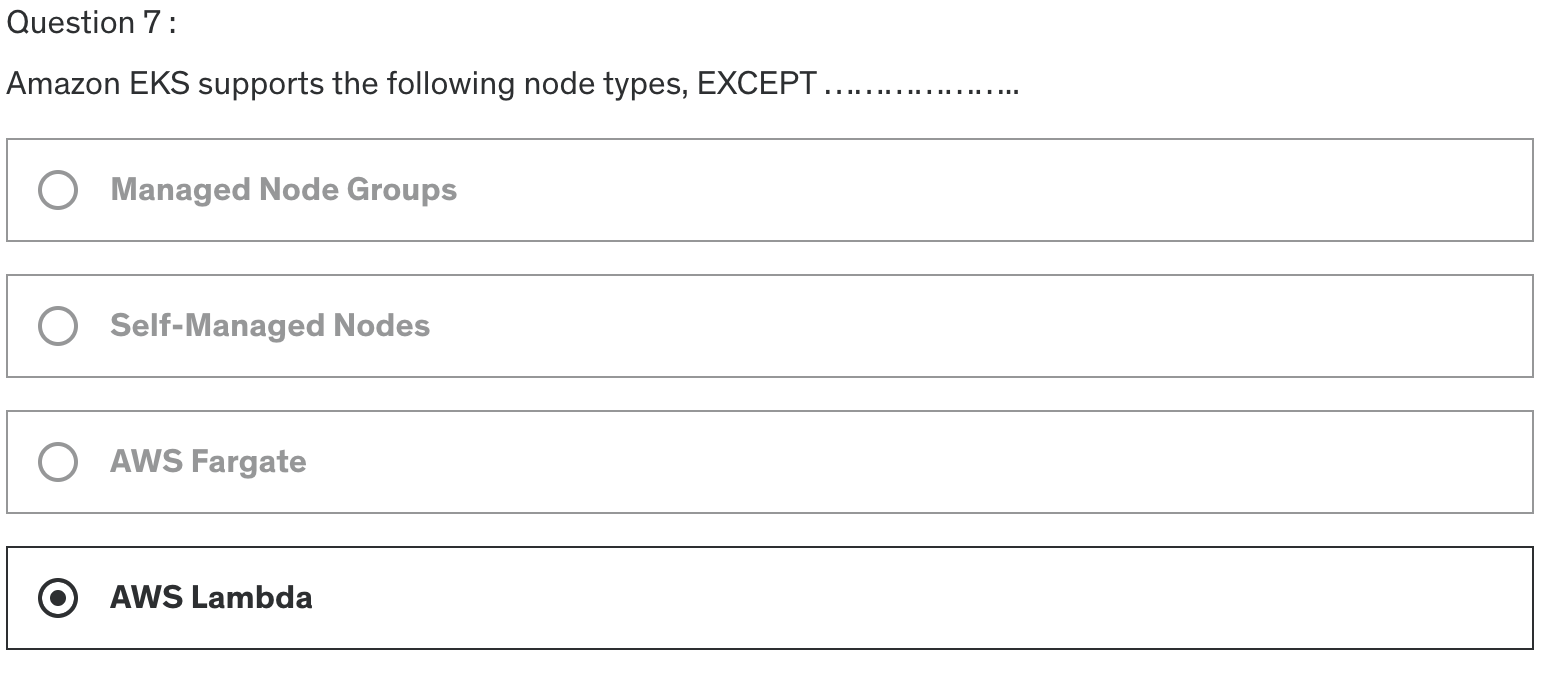 Question 7 :
Amazon EKS supports the following node types, EXCEPT ………………..
Managed Node Groups
Self-Managed Nodes
AWS Fargate
AWS Lambda